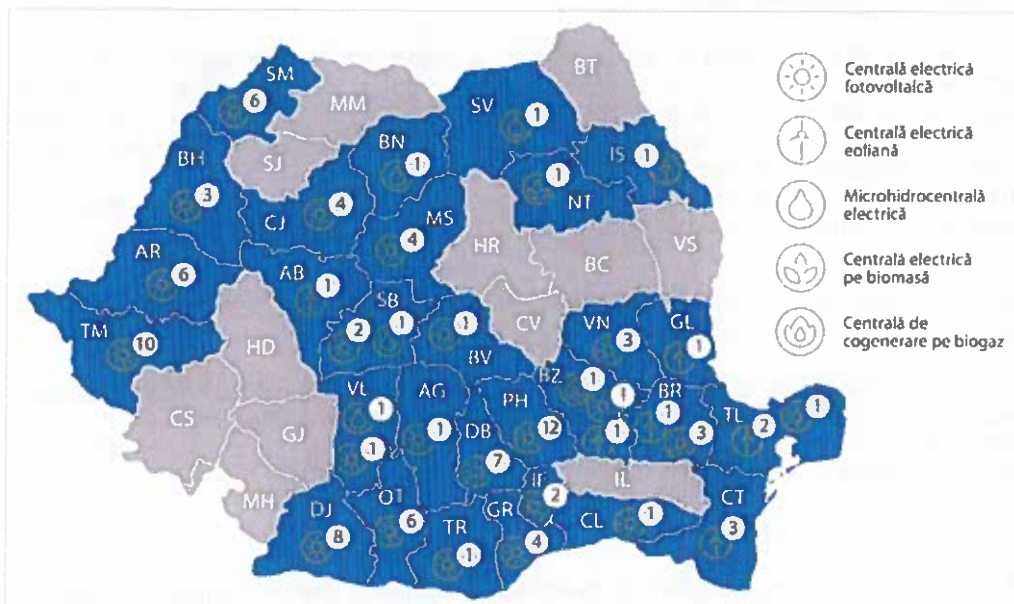 SM
6
MM
BT
SV
1
BN
1
IS
1
BH
3
SJ
CJ
4
NT
1
MS
4
HR
BC
VS
AR
6
AB
1
SB
2
1
1
BV
CV
VN
3
GL
1
TM
10
HD
CS
GJ
MH
VL
1
1
AG
1
PH
12
DB
7
BZ
1
1
1
BR
1
3
TL
2
1
IF
2
IL
CT
3
DJ
8
OT
6
TR
1
GR
4
CL
1
Centrală electrică
fotovoltaică
Centrală electrică
eoliană
Microhidrocentrală
electrică
Centrală electrică
pe biomasă
Centrală de
cogenerare pe biogaz